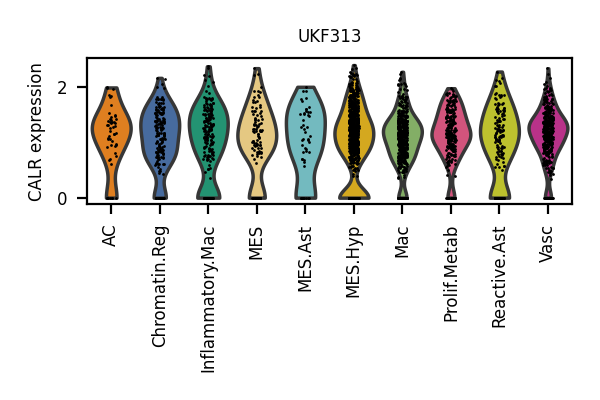 UKF313
CALR expression
2
0
AC
Chromatin.Reg
Inflammatory.Mac
MES
MES.Ast
MES.Hyp
Mac
Prolif.Metab
Reactive.Ast
Vasc